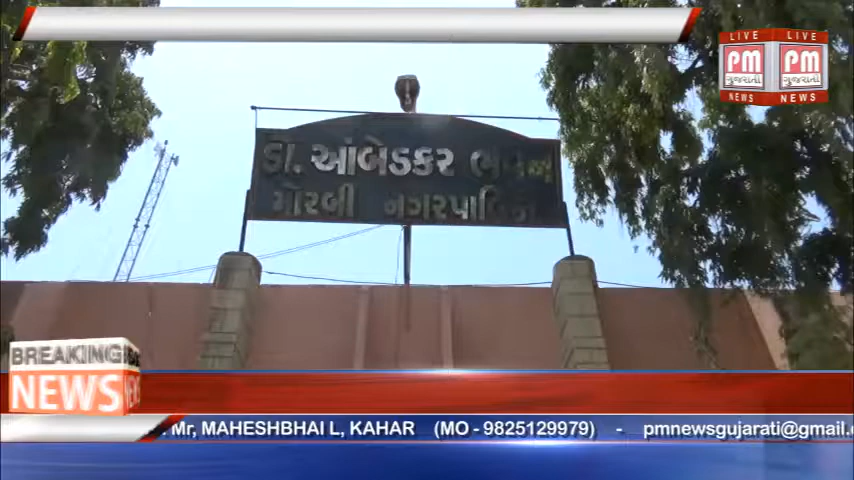 LIVE LIVE
PM PM
ગુજરાતી ગુજરાતી
NEWS NEWS
ડો. આંબેડકર ભવન
મોરબી નગરપાલિકા
BREAKING
NEWS
Mr, MAHESHBHAI L, KAHAR (MO - 9825129979) , pmnewsgujarati@gmail.